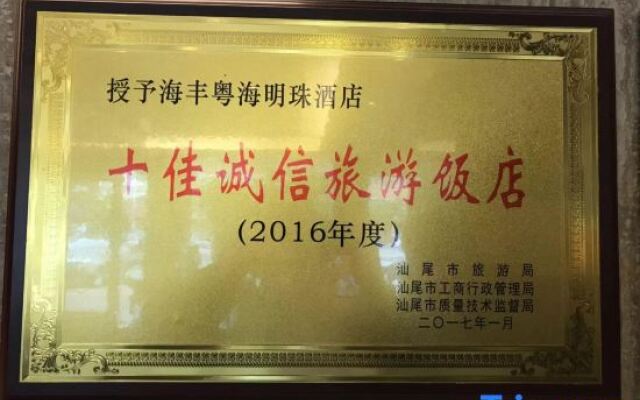 授予海丰粤海明珠酒店
十佳诚信旅游饭店
(2016年度)
汕尾市旅游局
汕尾市工商行政管理局
汕尾市质量技术监督局
二〇一七年一月